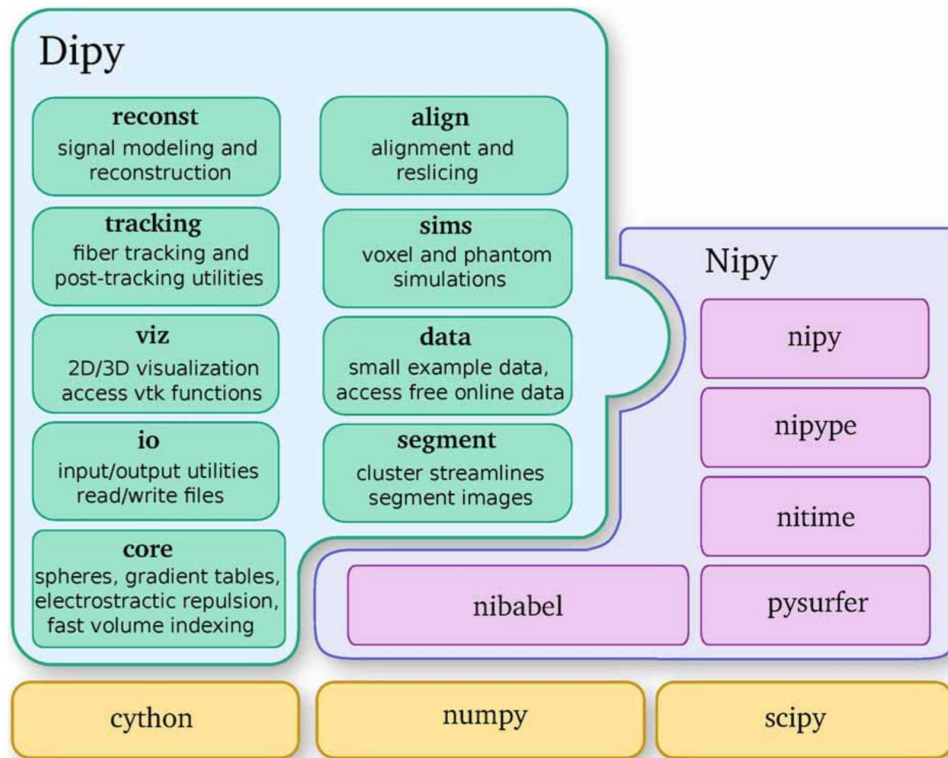 Dipy
reconst
signal modeling and
reconstruction
align
alignment and
reslicing
tracking
fiber tracking and
post-tracking utilities
sims
voxel and phantom
simulations
viz
2D/3D visualization
access vtk functions
data
small example data,
access free online data
io
input/output utilities
read/write files
segment
cluster streamlines
segment images
core
spheres, gradient tables,
electrostractic repulsion,
fast volume indexing
Nipy
nipy
nipype
nitime
nibabel
pysurfer
cython
numpy
scipy